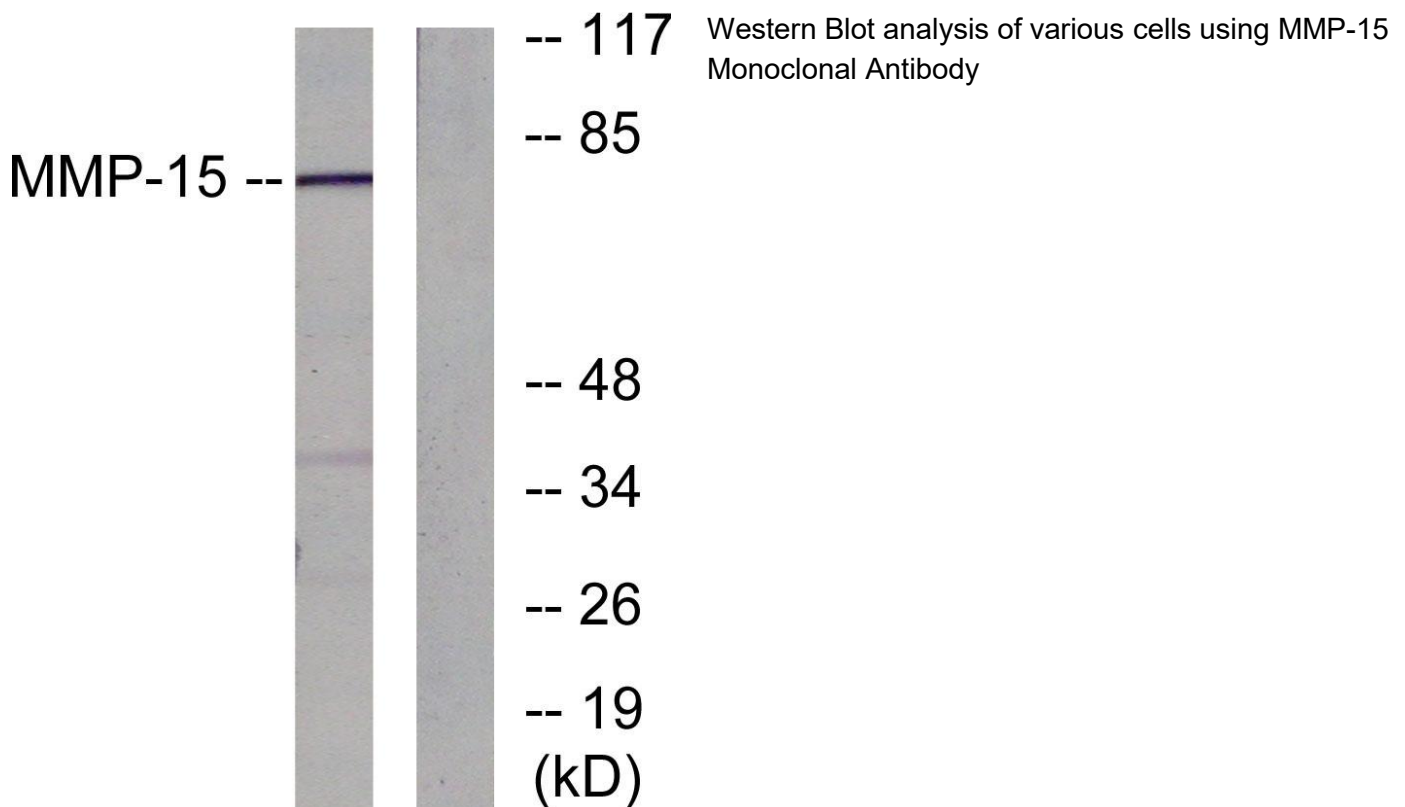 MMP-15 --
-- 117
-- 85
-- 48
-- 34
-- 26
-- 19
(kD)
Western Blot analysis of various cells using MMP-15
Monoclonal Antibody